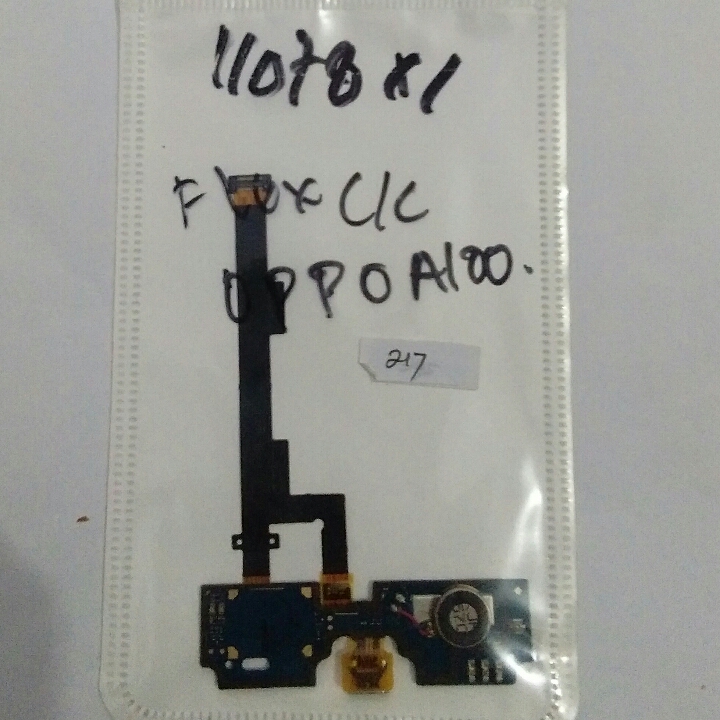 11078 x1
Flex C/C
OPPO A100.
217